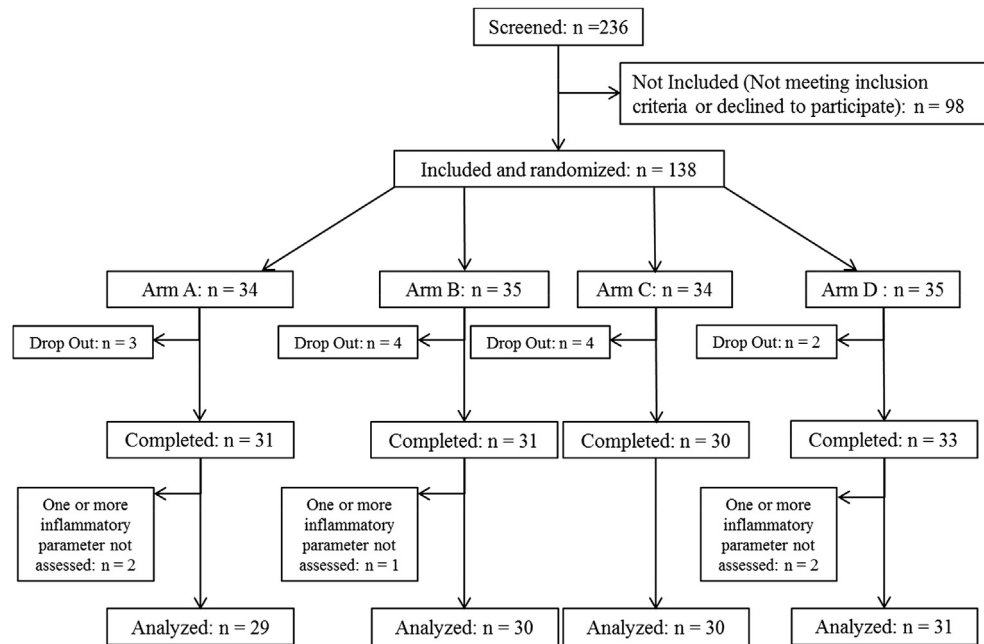 Screened: n =236
Not Included (Not meeting inclusion
criteria or declined to participate): n = 98
Included and randomized: n = 138
Arm A: n = 34
Arm B: n = 35
Arm C: n = 34
Arm D : n = 35
Drop Out: n = 3
Drop Out: n = 4
Drop Out: n = 4
Drop Out: n = 2
Completed: n = 31
Completed: n = 31
Completed: n = 30
Completed: n = 33
One or more
inflammatory
parameter not
assessed: n = 2
One or more
inflammatory
parameter not
assessed: n = 1
One or more
inflammatory
parameter not
assessed: n = 2
Analyzed: n = 29
Analyzed: n = 30
Analyzed: n = 30
Analyzed: n = 31